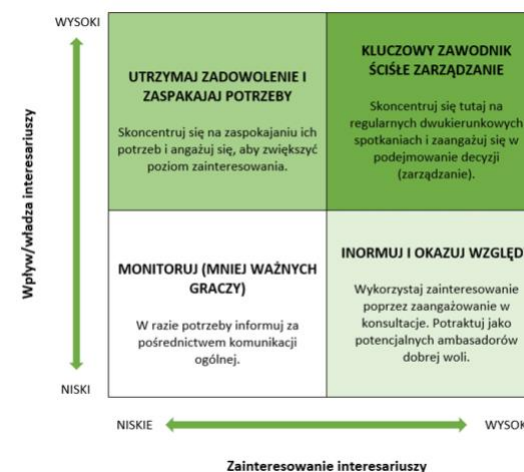 WYSOKI
UTRZYMAJ ZADOWOLENIE I
ZASPAKAJAJ POTRZEBY
Skoncentruj się na zaspokajaniu ich
potrzeb i angażuj się, aby zwiększyć
poziom zainteresowania.
KLUCZOWY ZAWODNIK
ŚCIŚŁE ZARZĄDZANIE
Skoncentruj się tutaj na
regularnych dwukierunkowych
spotkaniach i zaangażuj się w
podejmowanie decyzji
(zarządzanie).
Wpływ/władza interesariuszy
MONITORUJ (MNIEJ WAŻNYCH
GRACZY)
W razie potrzeby informuj za
pośrednictwem komunikacji
ogólnej.
INORMUJ I OKAZUJ WZGLĘD
Wykorzystaj zainteresowanie
poprzez zaangażowanie w
konsultacje. Potraktuj jako
potencjalnych ambasadorów
dobrej woli.
NISKI
NISKIE
WYSOK
Zainteresowanie interesariuszy